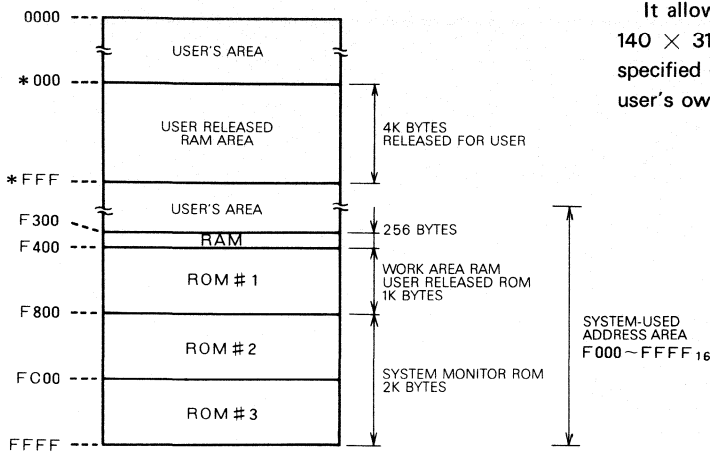 0000
USER'S AREA
*000
USER RELEASED
RAM AREA
4K BYTES
RELEASED FOR USER
*FFF
USER'S AREA
F300
256 BYTES
RAM
F400
ROM#1
WORK AREA RAM
USER RELEASED ROM
1K BYTES
F800
ROM#2
SYSTEM-USED
ADDRESS AREA
F000~FFFF16
FC00
SYSTEM MONITOR ROM
2K BYTES
ROM#3
FFFF
It allow
140 × 31
specified
user's ow